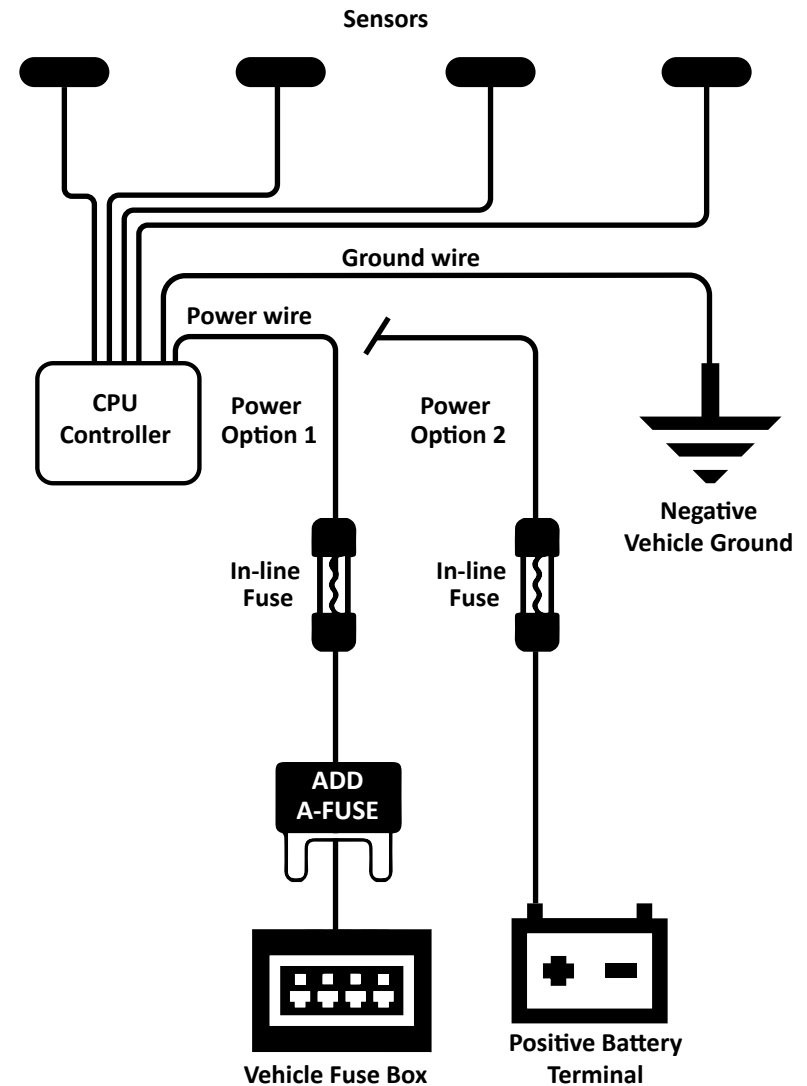 Sensors
Ground wire
Power wire
CPU
Controller
Power
Option 1
Power
Option 2
Negative
Vehicle Ground
In-line
Fuse
In-line
Fuse
ADD
A-FUSE
Vehicle Fuse Box
Positive Battery
Terminal